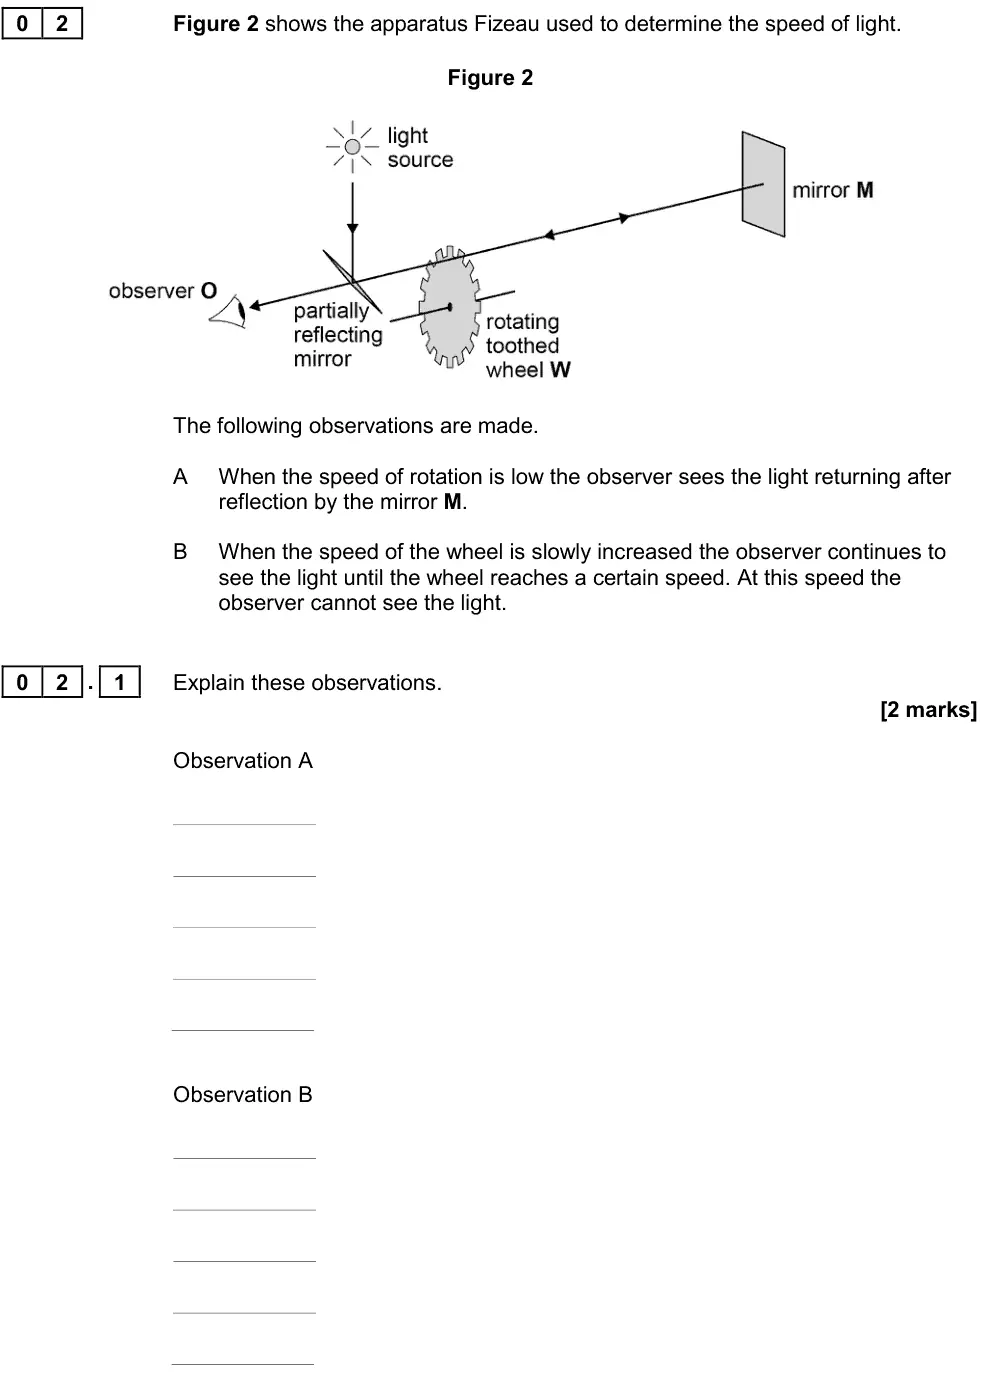 0 2 Figure 2 shows the apparatus Fizeau used to determine the speed of light.
Figure 2
light
source
mirror M
observer O
partially
reflecting
mirror
rotating
toothed
wheel W
The following observations are made.
A When the speed of rotation is low the observer sees the light returning after
reflection by the mirror M.
B When the speed of the wheel is slowly increased the observer continues to
see the light until the wheel reaches a certain speed. At this speed the
observer cannot see the light.
0 2 . 1 Explain these observations.
[2 marks]
Observation A
Observation B